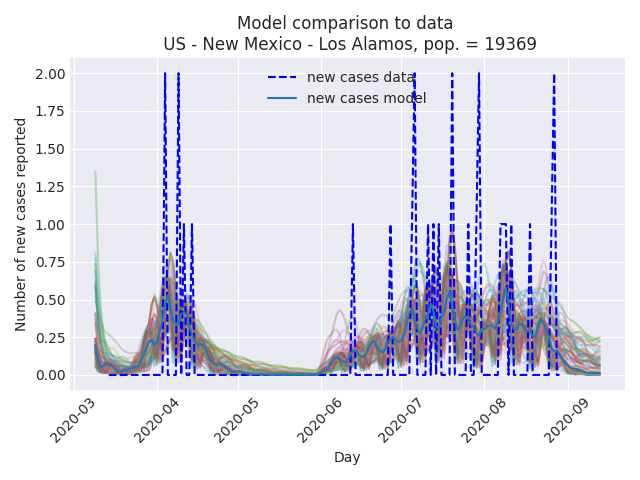 Model comparison to data
US - New Mexico - Los Alamos, pop. = 19369
new cases data
new cases model
Number of new cases reported
2.00
1.75
1.50
1.25
1.00
0.75
0.50
0.25
0.00
2020-03
2020-04
2020-05
2020-06
2020-07
2020-08
2020-09
Day